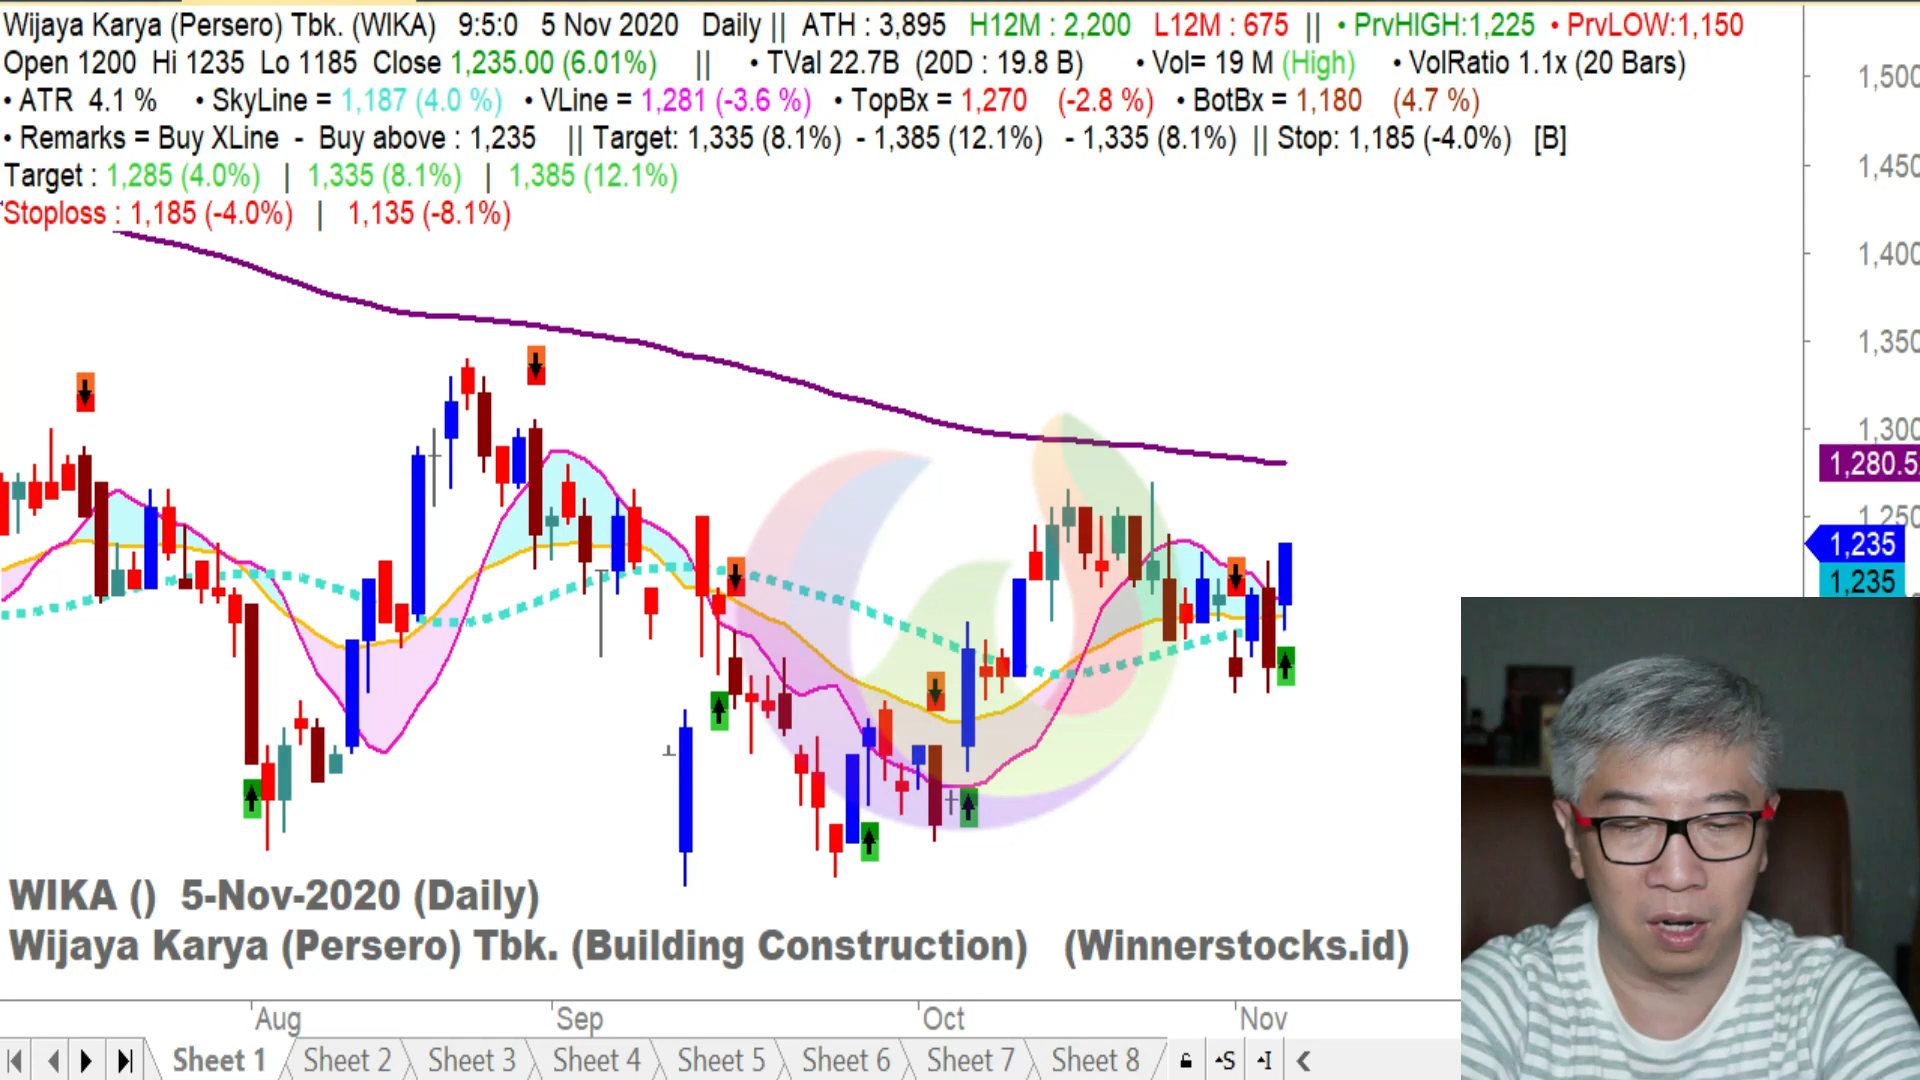 Wijaya Karya (Persero) Tbk. (WIKA) 9:5:0 5 Nov 2020 Daily || ATH : 3,895 H12M : 2,200 L12M : 675 || • PrvHIGH:1,225 • PrvLOW:1,150
Open 1200 Hi 1235 Lo 1185 Close 1,235.00 (6.01%) || • TVal 22.7B (20D : 19.8 B) • Vol= 19 M (High) • VolRatio 1.1x (20 Bars)
• ATR 4.1 % • SkyLine = 1,187 (4.0 %) • VLine = 1,281 (-3.6 %) • TopBx = 1,270 (-2.8 %) • BotBx = 1,180 (4.7 %)
• Remarks = Buy XLine - Buy above : 1,235 || Target: 1,335 (8.1%) - 1,385 (12.1%) - 1,335 (8.1%) || Stop: 1,185 (-4.0%) [B]
Target : 1,285 (4.0%) | 1,335 (8.1%) | 1,385 (12.1%)
Stoploss : 1,185 (-4.0%) | 1,135 (-8.1%)
1,500
1,450
1,400
1,350
1,300
1,280.5
1,250
1,235
1,235
WIKA () 5-Nov-2020 (Daily)
Wijaya Karya (Persero) Tbk. (Building Construction) (Winnerstocks.id)
Aug Sep Oct Nov
Sheet 1 Sheet 2 Sheet 3 Sheet 4 Sheet 5 Sheet 6 Sheet 7 Sheet 8 S I